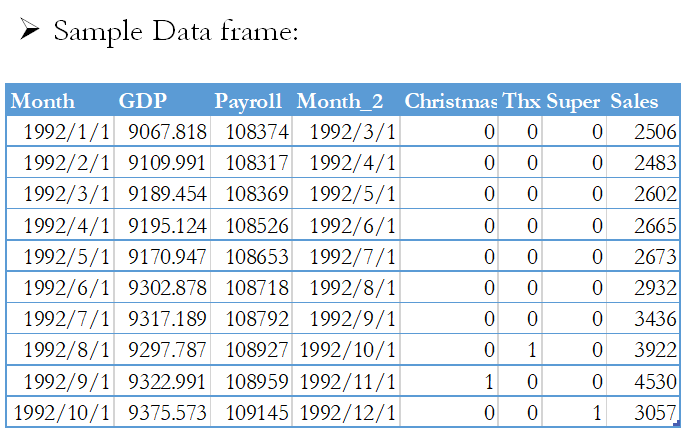 ➤ Sample Data frame:
Month GDP Payroll Month_2 Christmas Thx Super Sales
1992/1/1 9067.818 108374 1992/3/1 0 0 0 2506
1992/2/1 9109.991 108317 1992/4/1 0 0 0 2483
1992/3/1 9189.454 108369 1992/5/1 0 0 0 2602
1992/4/1 9195.124 108526 1992/6/1 0 0 0 2665
1992/5/1 9170.947 108653 1992/7/1 0 0 0 2673
1992/6/1 9302.878 108718 1992/8/1 0 0 0 2932
1992/7/1 9317.189 108792 1992/9/1 0 0 0 3436
1992/8/1 9297.787 108927 1992/10/1 0 1 0 3922
1992/9/1 9322.991 108959 1992/11/1 1 0 0 4530
1992/10/1 9375.573 109145 1992/12/1 0 0 1 3057